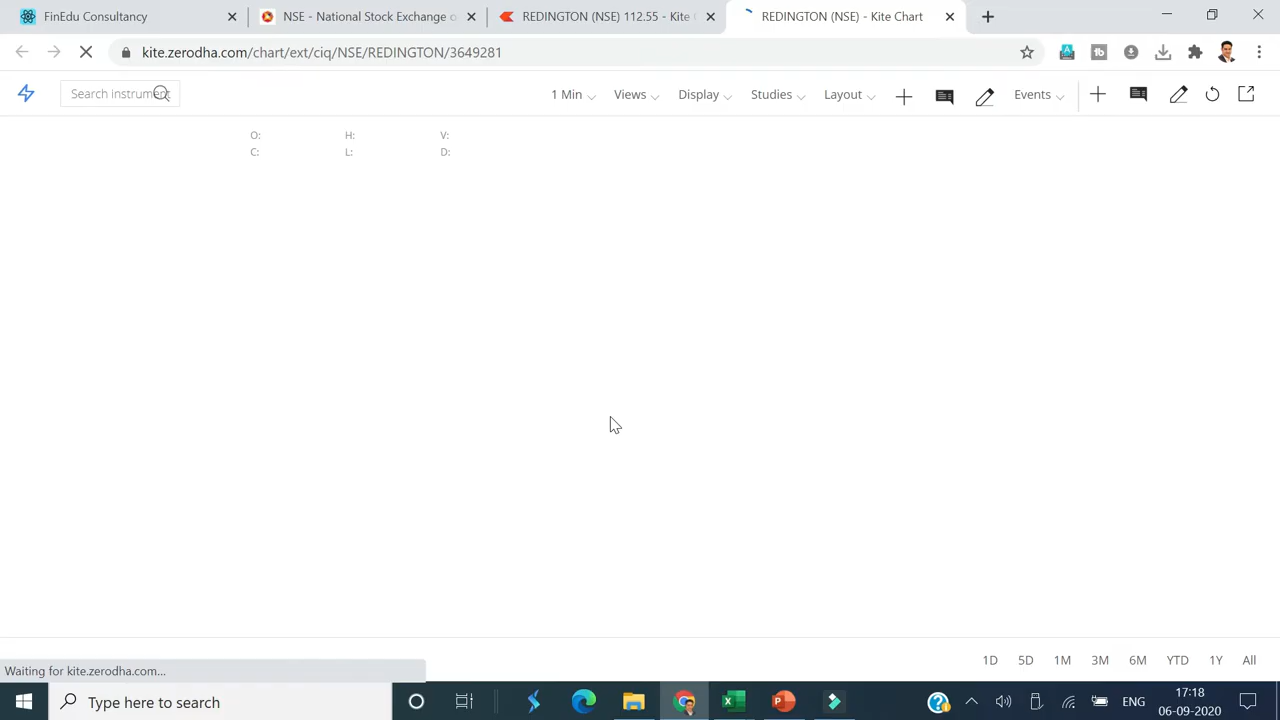 FinEdu Consultancy
NSE - National Stock Exchange o
REDINGTON (NSE) 112.55 - Kite
REDINGTON (NSE) - Kite Chart
kite.zerodha.com/chart/ext/ciq/NSE/REDINGTON/3649281
Search instrument
1 Min
Views
Display
Studies
Layout
Events
O:
H:
V:
C:
L:
D:
1D
5D
1M
3M
6M
YTD
1Y
All
Waiting for kite.zerodha.com...
Type here to search
ENG
17:18
06-09-2020